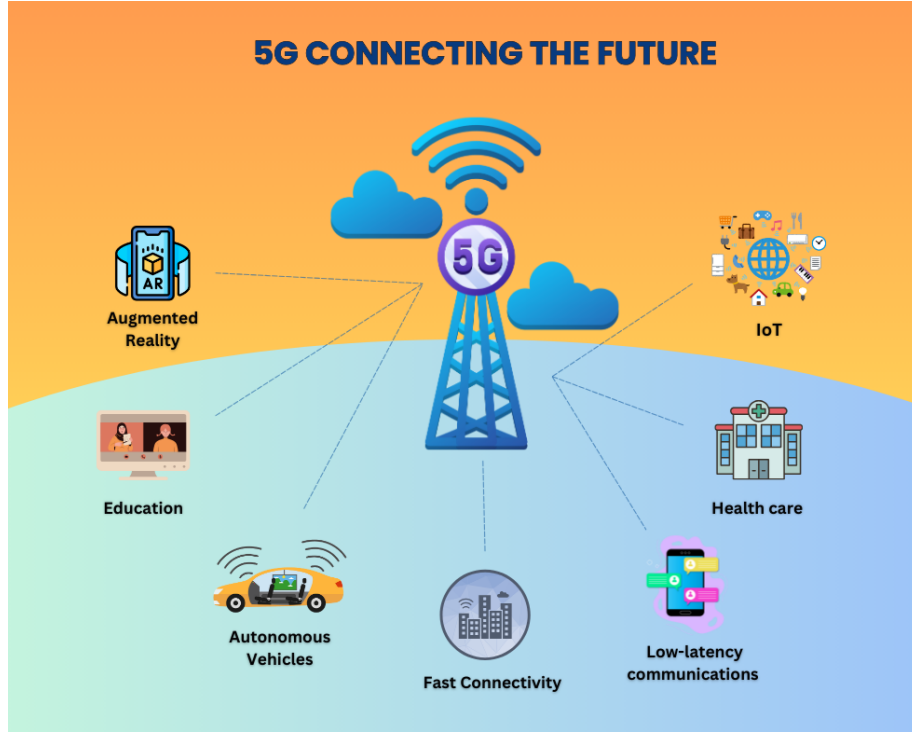 5G CONNECTING THE FUTURE
5G
AR
Augmented
Reality
IoT
Education
Health care
Autonomous
Vehicles
Fast Connectivity
Low-latency
communications